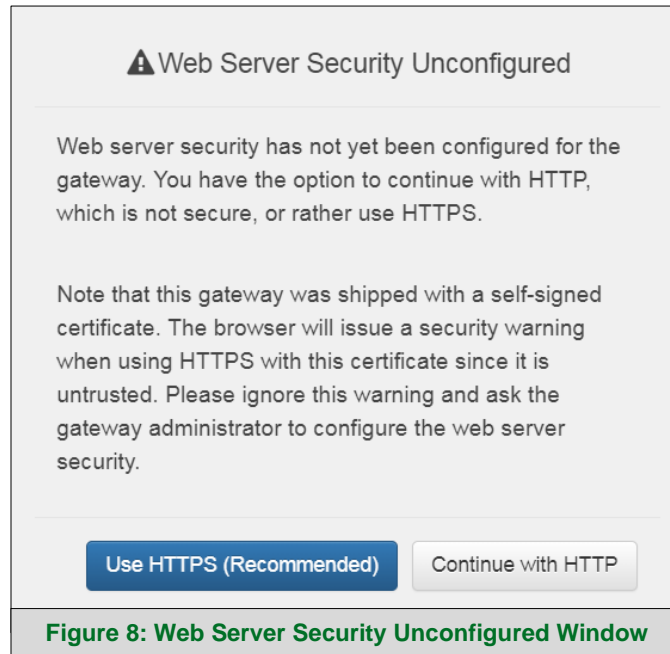 Web Server Security Unconfigured
Web server security has not yet been configured for the
gateway. You have the option to continue with HTTP,
which is not secure, or rather use HTTPS.
Note that this gateway was shipped with a self-signed
certificate. The browser will issue a security warning
when using HTTPS with this certificate since it is
untrusted. Please ignore this warning and ask the
gateway administrator to configure the web server
security.
Use HTTPS (Recommended)
Continue with HTTP
Figure 8: Web Server Security Unconfigured Window